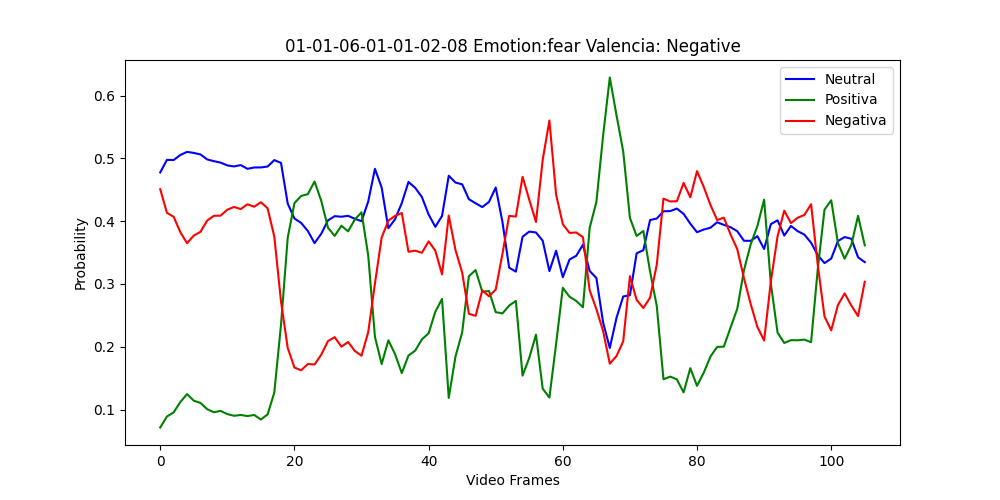 01-01-06-01-01-02-08 Emotion:fear Valencia: Negative
Neutral
Positiva
Negativa
Probability
0.6
0.5
0.4
0.3
0.2
0.1
0 20 40 60 80 100
Video Frames